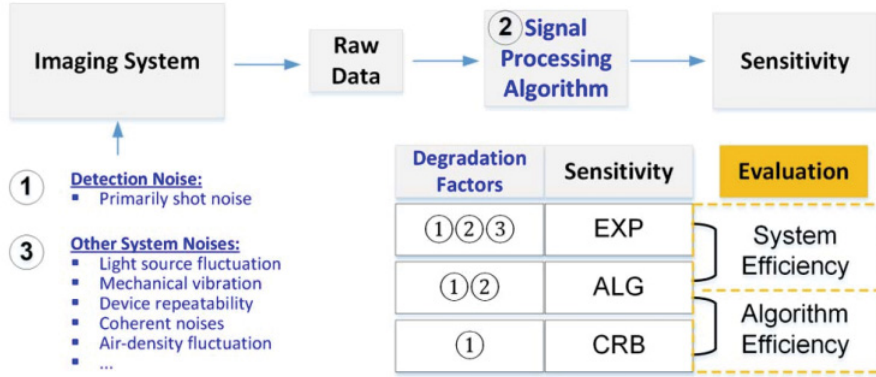 Imaging System
Raw
Data
② Signal
Processing
Algorithm
Sensitivity
① Detection Noise:
▪ Primarily shot noise
③ Other System Noises:
▪ Light source fluctuation
▪ Mechanical vibration
▪ Device repeatability
▪ Coherent noises
▪ Air-density fluctuation
▪ ...
Degradation
Factors
Sensitivity
Evaluation
①②③ EXP
①② ALG
① CRB
System
Efficiency
Algorithm
Efficiency